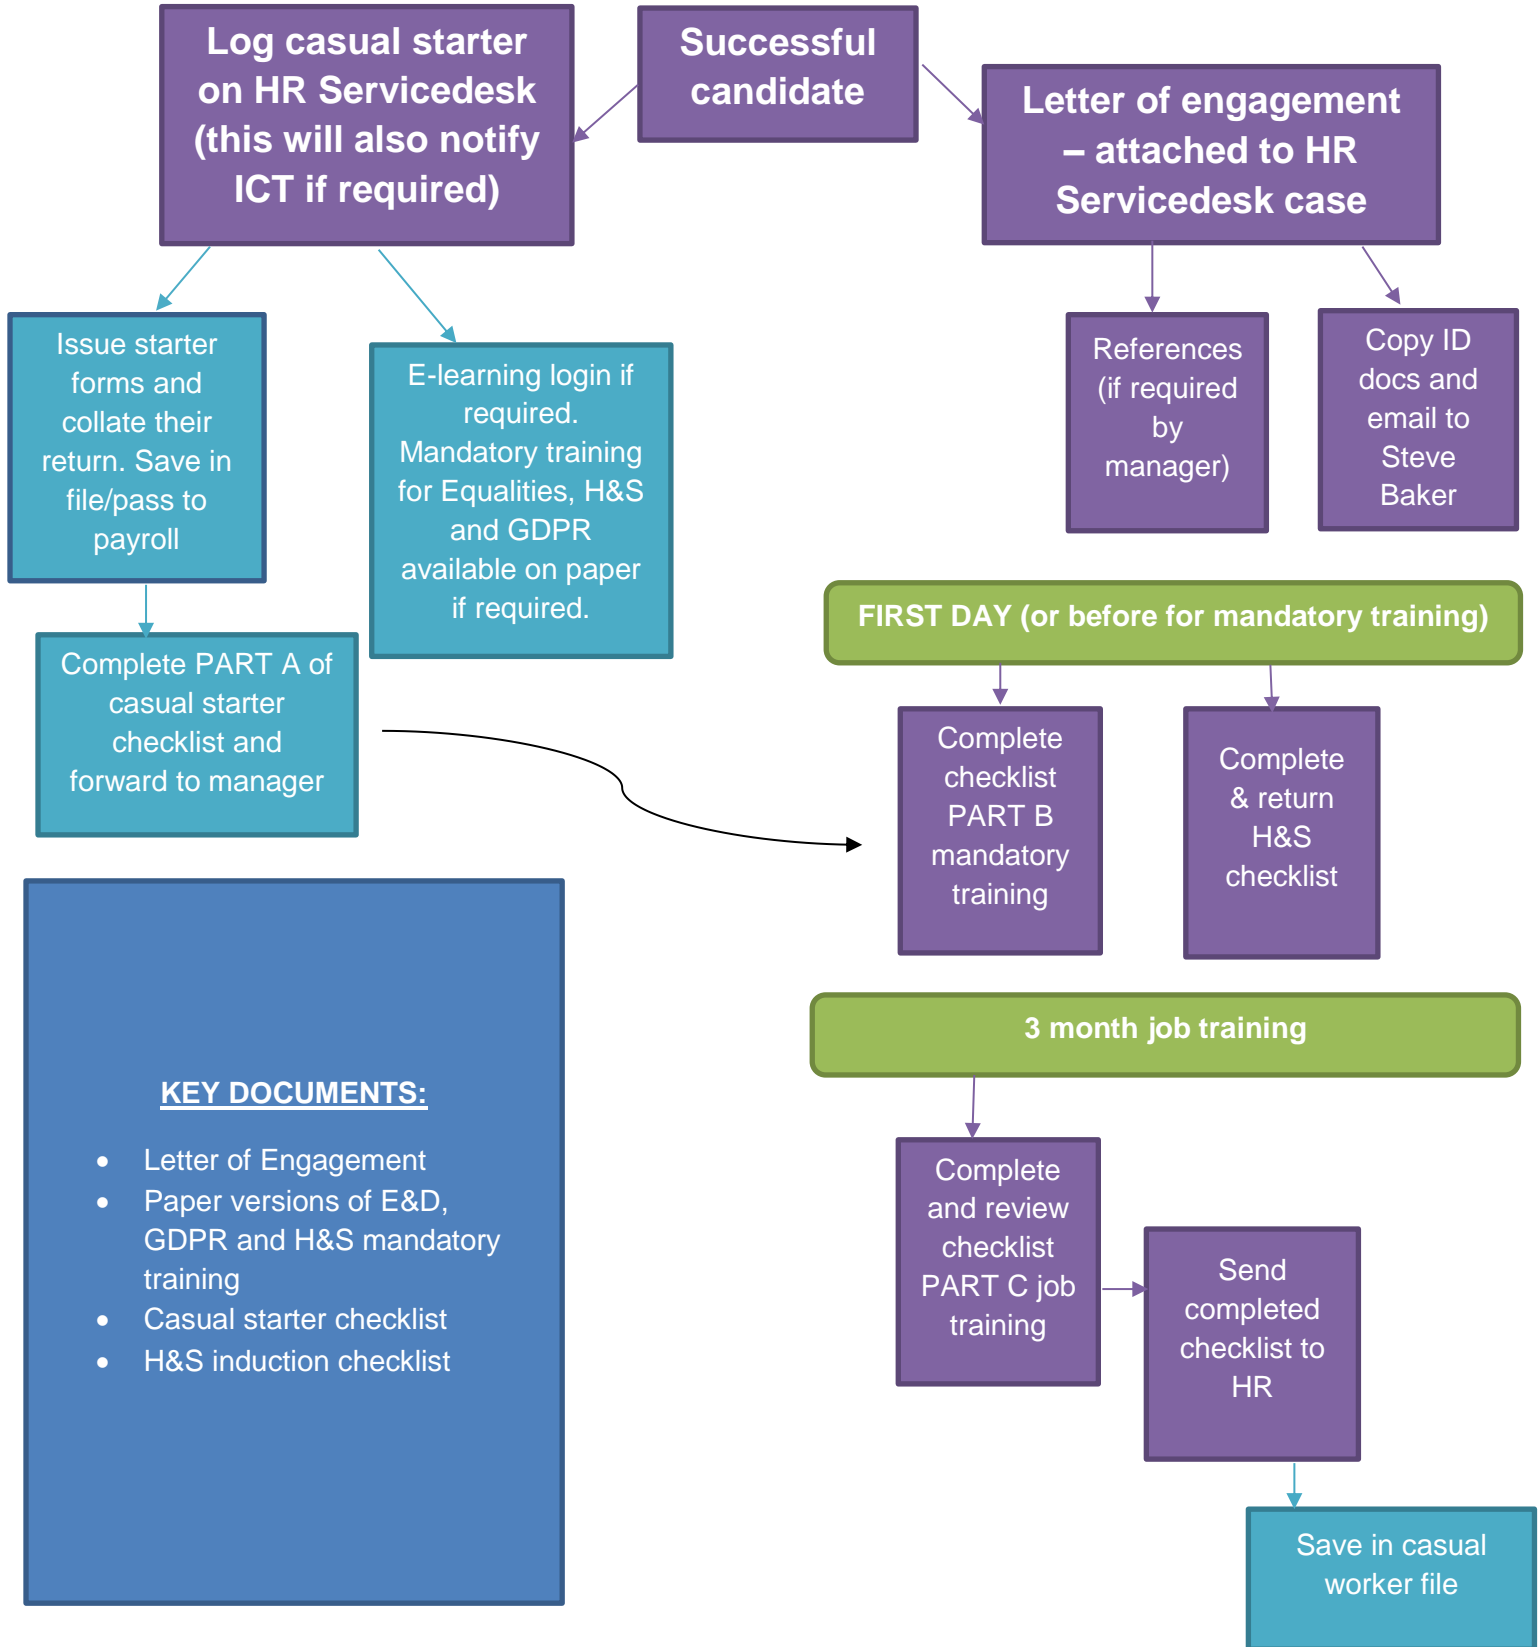 Log casual starter
on HR Servicedesk
(this will also notify
ICT if required)
Successful
candidate
Letter of engagement
– attached to HR
Servicedesk case
Issue starter
forms and
collate their
return. Save in
file/pass to
payroll
E-learning login if
required.
Mandatory training
for Equalities, H&S
and GDPR
available on paper
if required.
References
(if required
by
manager)
Copy ID
docs and
email to
Steve
Baker
FIRST DAY (or before for mandatory training)
Complete PART A of
casual starter
checklist and
forward to manager
Complete
checklist
PART B
mandatory
training
Complete
& return
H&S
checklist
KEY DOCUMENTS:
• Letter of Engagement
• Paper versions of E&D,
GDPR and H&S mandatory
training
• Casual starter checklist
• H&S induction checklist
3 month job training
Complete
and review
checklist
PART C job
training
Send
completed
checklist to
HR
Save in casual
worker file